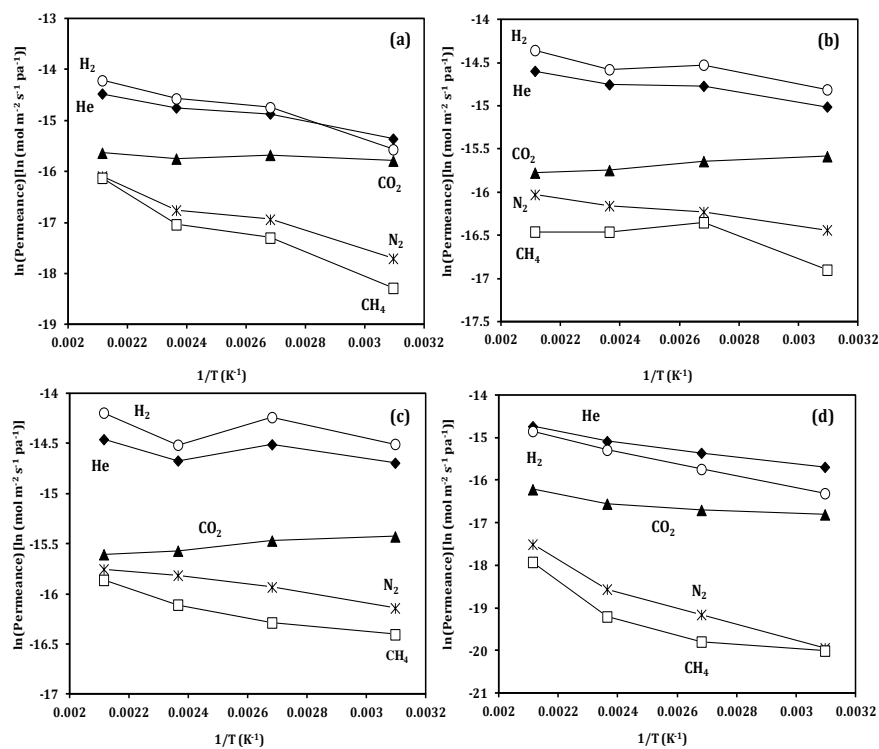 (a)
ln(Permeance)[ln (mol m-2 s-1 pa-1)]
-13
-14
-15
-16
-17
-18
-19
H2
He
CO2
N2
CH4
0.002 0.0022 0.0024 0.0026 0.0028 0.003 0.0032
1/T (K-1)
(b)
ln(Permeance)[ln (mol m-2 s-1 pa-1)]
-14
-14.5
-15
-15.5
-16
-16.5
-17
-17.5
H2
He
CO2
N2
CH4
0.002 0.0022 0.0024 0.0026 0.0028 0.003 0.0032
1/T (K-1)
(c)
ln(Permeance)[ln (mol m-2 s-1 pa-1)]
-14
-14.5
-15
-15.5
-16
-16.5
-17
H2
He
CO2
N2
CH4
0.002 0.0022 0.0024 0.0026 0.0028 0.003 0.0032
1/T (K-1)
(d)
ln(Permeance)[ln (mol m-2 s-1 pa-1)]
-14
-15
-16
-17
-18
-19
-20
-21
He
H2
CO2
N2
CH4
0.002 0.0022 0.0024 0.0026 0.0028 0.003 0.0032
1/T (K-1)